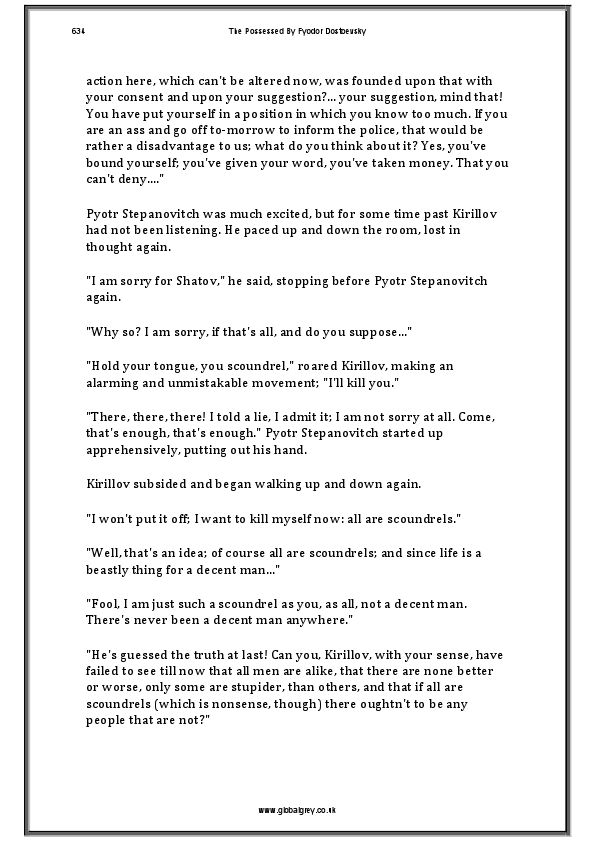 634
The Possessed By Fyodor Dostoevsky
action here, which can't be altered now, was founded upon that with
your consent and upon your suggestion?... your suggestion, mind that!
You have put yourself in a position in which you know too much. If you
are an ass and go off to-morrow to inform the police, that would be
rather a disadvantage to us; what do you think about it? Yes, you've
bound yourself; you've given your word, you've taken money. That you
can't deny...."
Pyotr Stepanovitch was much excited, but for some time past Kirillov
had not been listening. He paced up and down the room, lost in
thought again.
"I am sorry for Shatov," he said, stopping before Pyotr Stepanovitch
again.
"Why so? I am sorry, if that's all, and do you suppose..."
"Hold your tongue, you scoundrel," roared Kirillov, making an
alarming and unmistakable movement; "I'll kill you."
"There, there, there! I told a lie, I admit it; I am not sorry at all. Come,
that's enough, that's enough." Pyotr Stepanovitch started up
apprehensively, putting out his hand.
Kirillov subsided and began walking up and down again.
"I won't put it off; I want to kill myself now: all are scoundrels."
"Well, that's an idea; of course all are scoundrels; and since life is a
beastly thing for a decent man..."
"Fool, I am just such a scoundrel as you, as all, not a decent man.
There's never been a decent man anywhere."
"He's guessed the truth at last! Can you, Kirillov, with your sense, have
failed to see till now that all men are alike, that there are none better
or worse, only some are stupider, than others, and that if all are
scoundrels (which is nonsense, though) there oughtn't to be any
people that are not?"
www.globalgrey.co.uk